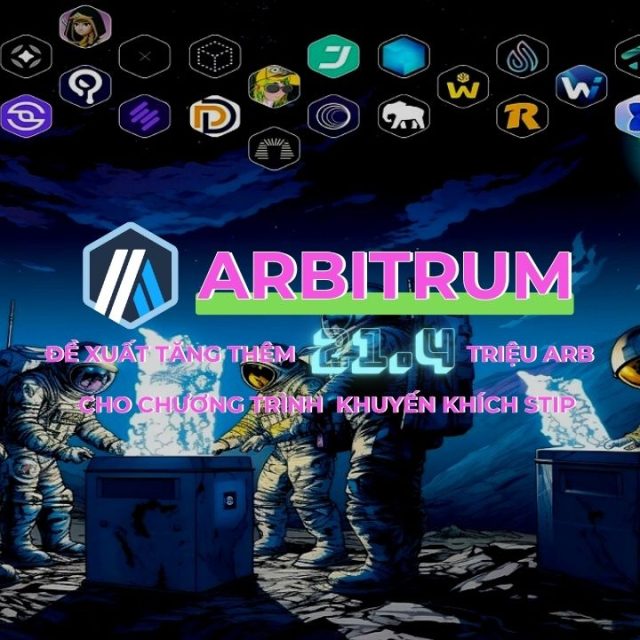 ARBITRUM
ĐỀ XUẤT TĂNG THÊM 21.4 TRIỆU ARB
CHO CHƯƠNG TRÌNH KHUYẾN KHÍCH STIP